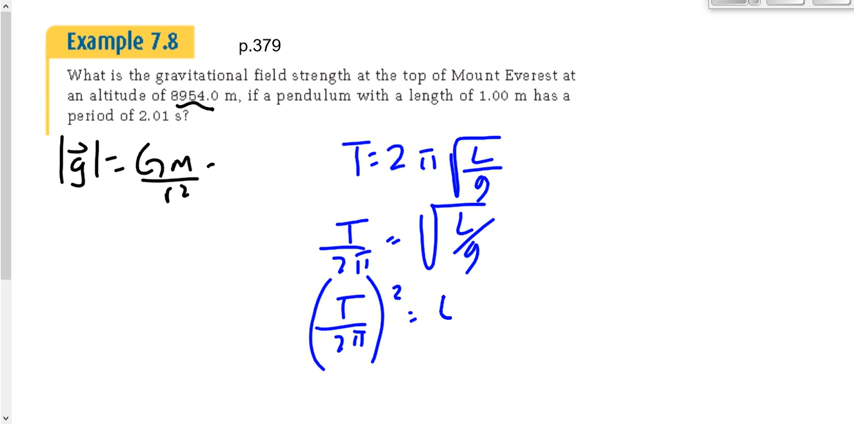 Example 7.8 p.379
What is the gravitational field strength at the top of Mount Everest at
an altitude of 8954.0 m, if a pendulum with a length of 1.00 m has a
period of 2.01 s?
|g⃗| = Gm/r²
T = 2π√(L/g)
T/2π = √(L/g)
(T/2π)² = L